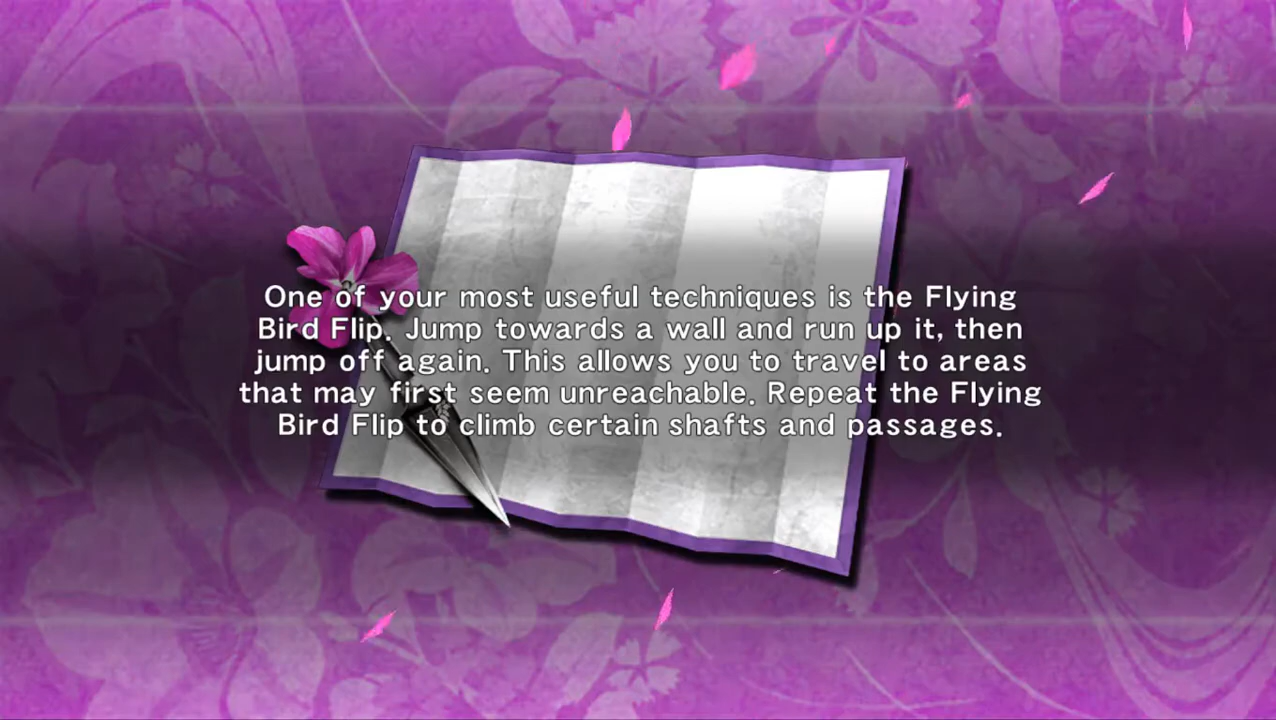 One of your most useful techniques is the Flying
Bird Flip. Jump towards a wall and run up it, then
jump off again. This allows you to travel to areas
that may first seem unreachable. Repeat the Flying
Bird Flip to climb certain shafts and passages.